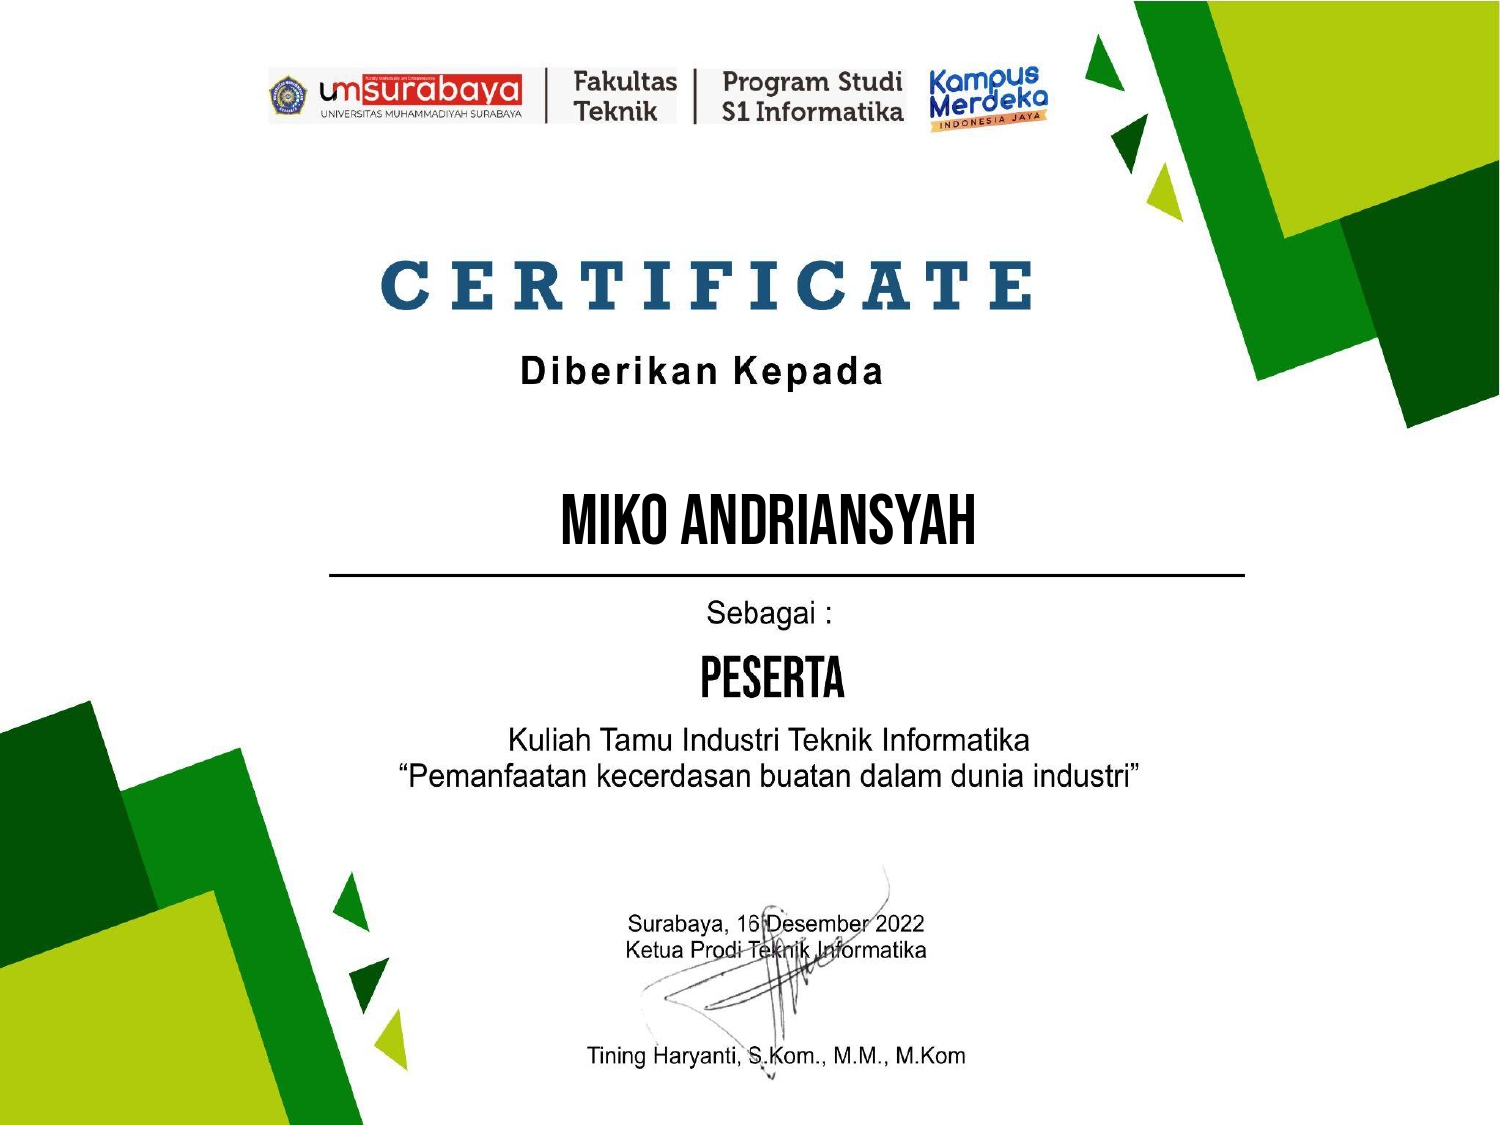 umsurabaya
UNIVERSITAS MUHAMMADIYAH SURABAYA
Fakultas
Teknik
Program Studi
S1 Informatika
Kampus
Merdeka
INDONESIA JAYA
CERTIFICATE
Diberikan Kepada
MIKO ANDRIANSYAH
Sebagai :
PESERTA
Kuliah Tamu Industri Teknik Informatika
“Pemanfaatan kecerdasan buatan dalam dunia industri”
Surabaya, 16 Desember 2022
Ketua Prodi Teknik Informatika
Tining Haryanti, S.Kom., M.M., M.Kom